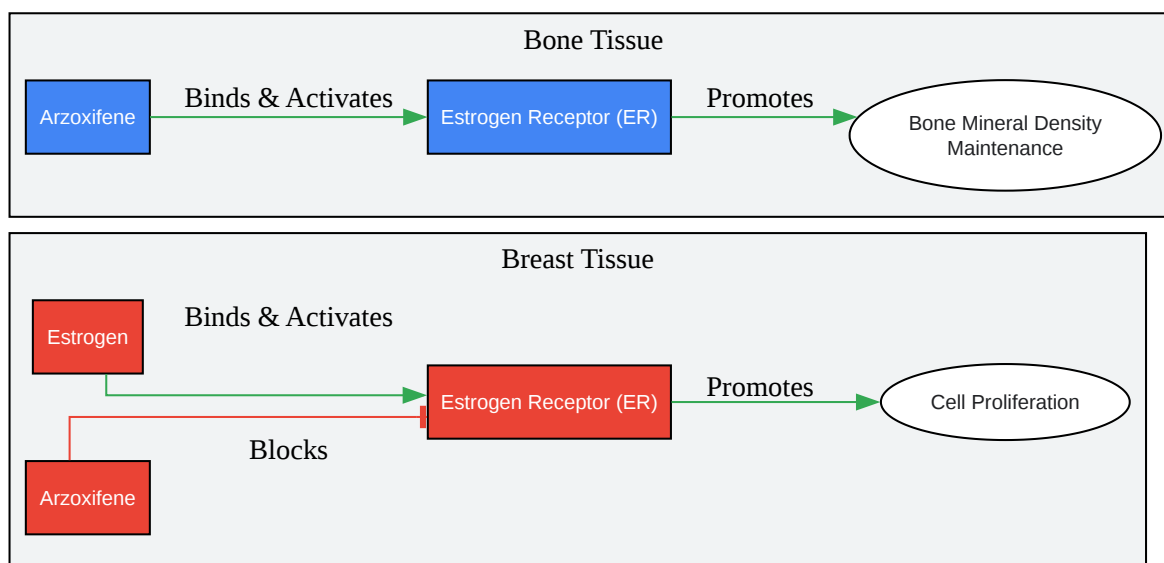 Bone Tissue
Arzoxifene
Binds & Activates
Estrogen Receptor (ER)
Promotes
Bone Mineral Density
Maintenance
Breast Tissue
Estrogen
Binds & Activates
Estrogen Receptor (ER)
Promotes
Cell Proliferation
Blocks
Arzoxifene